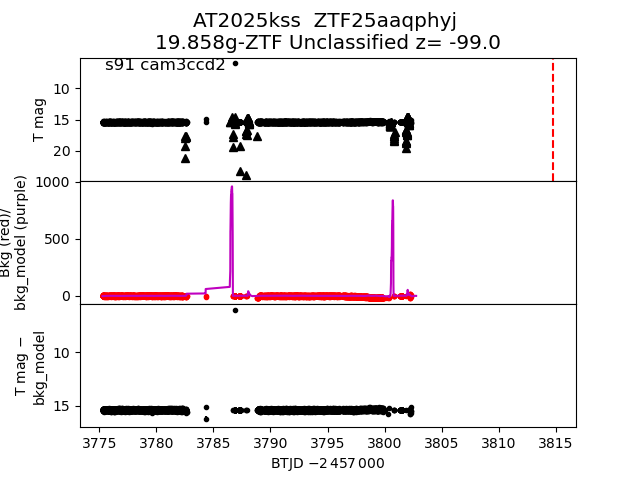 AT2025kss  ZTF25aaqphyj
19.858g-ZTF Unclassified z= -99.0
s91 cam3ccd2
T mag
10
15
20
Bkg (red)/
bkg_model (purple)
1000
500
0
T mag −
bkg_model
10
15
3775 3780 3785 3790 3795 3800 3805 3810 3815
BTJD −2 457 000